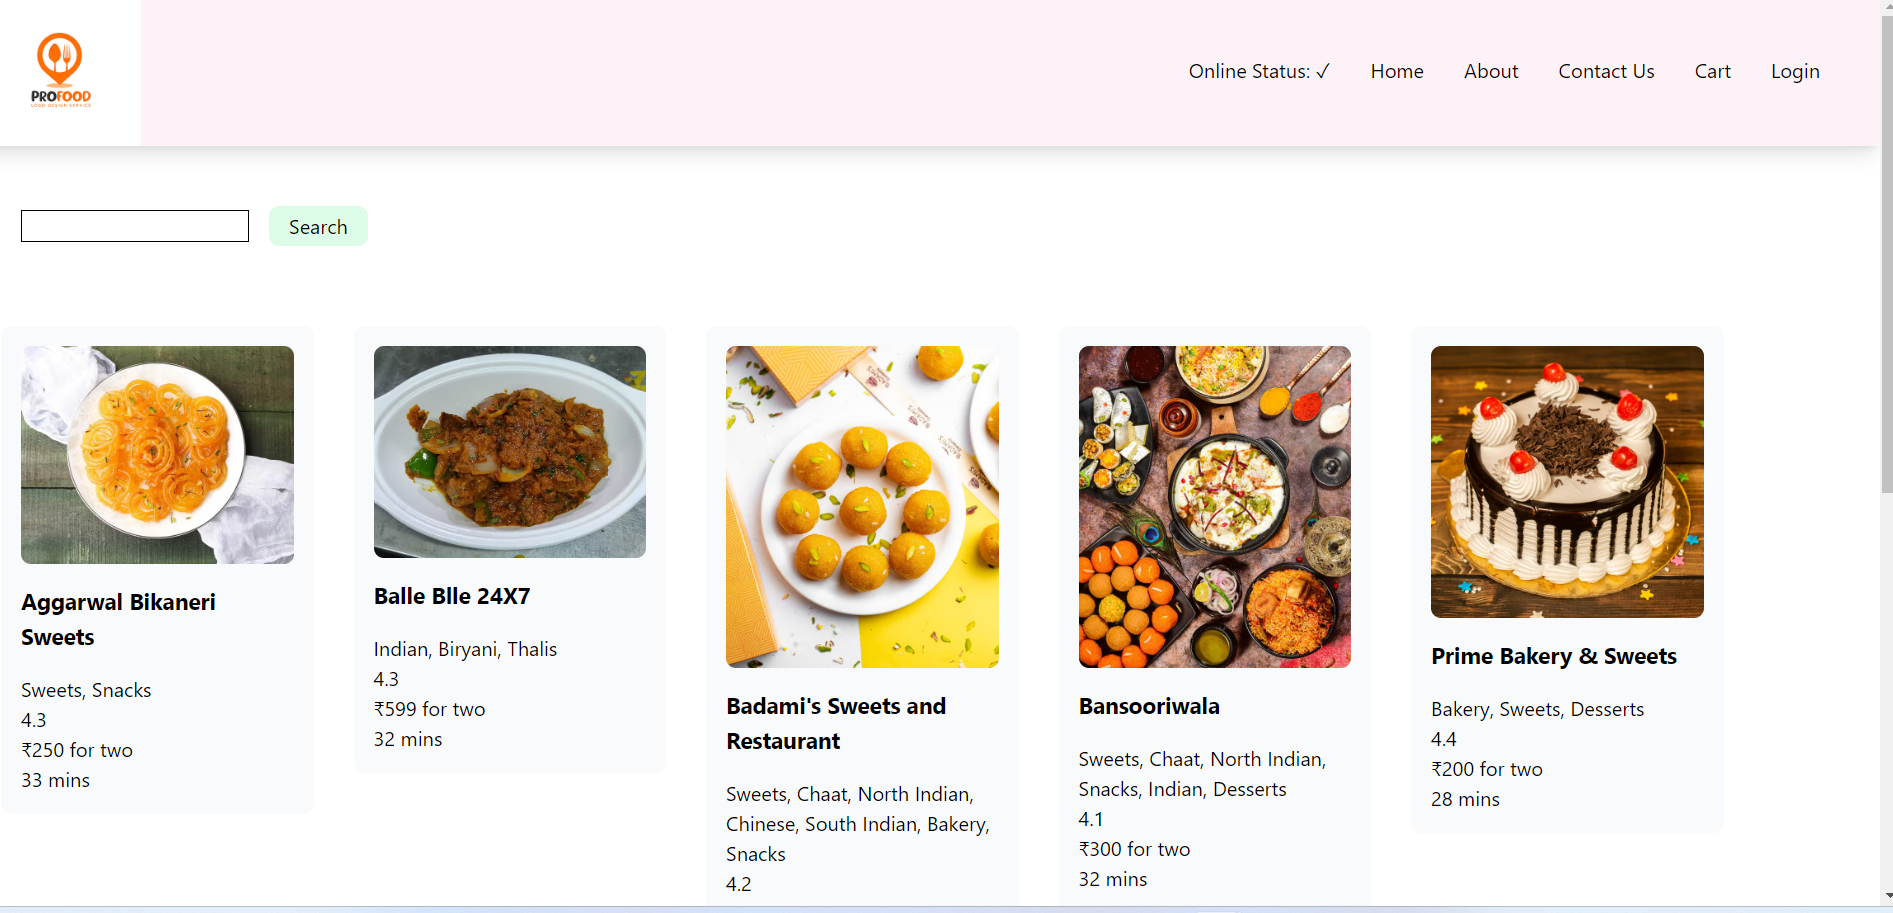 PROFOOD
LOGO DESIGN SERVICE
Online Status: ✓
Home
About
Contact Us
Cart
Login
Search
Aggarwal Bikaneri
Sweets
Sweets, Snacks
4.3
₹250 for two
33 mins
Balle Blle 24X7
Indian, Biryani, Thalis
4.3
₹599 for two
32 mins
Badami's Sweets and
Restaurant
Sweets, Chaat, North Indian,
Chinese, South Indian, Bakery,
Snacks
4.2
Bansooriwala
Sweets, Chaat, North Indian,
Snacks, Indian, Desserts
4.1
₹300 for two
32 mins
Prime Bakery & Sweets
Bakery, Sweets, Desserts
4.4
₹200 for two
28 mins